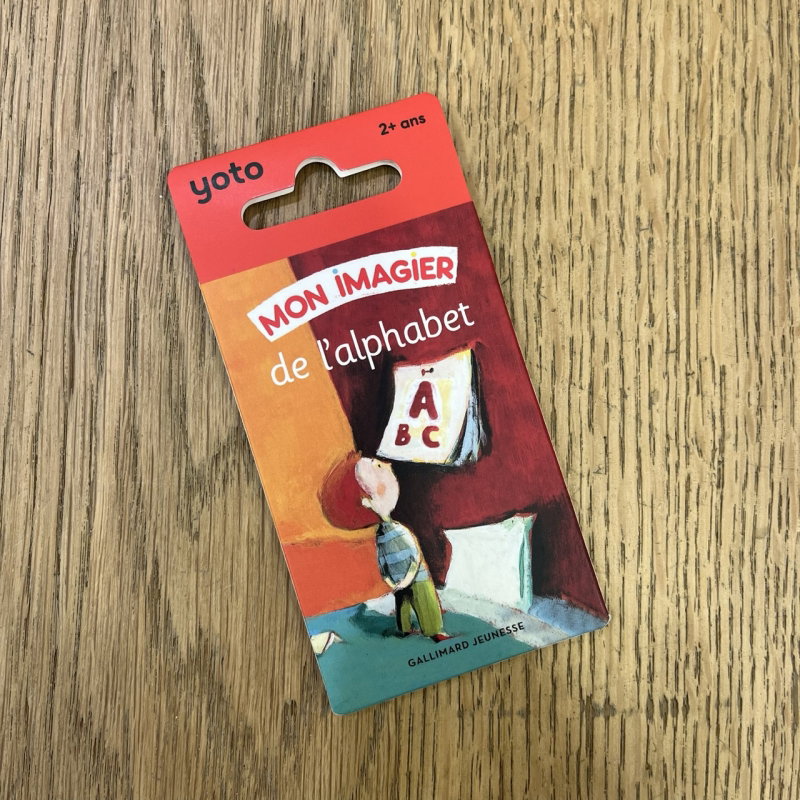 yoto
2+ ans
MON iMAGiER
de l'alphabet
A
B C
GALLIMARD JEUNESSE